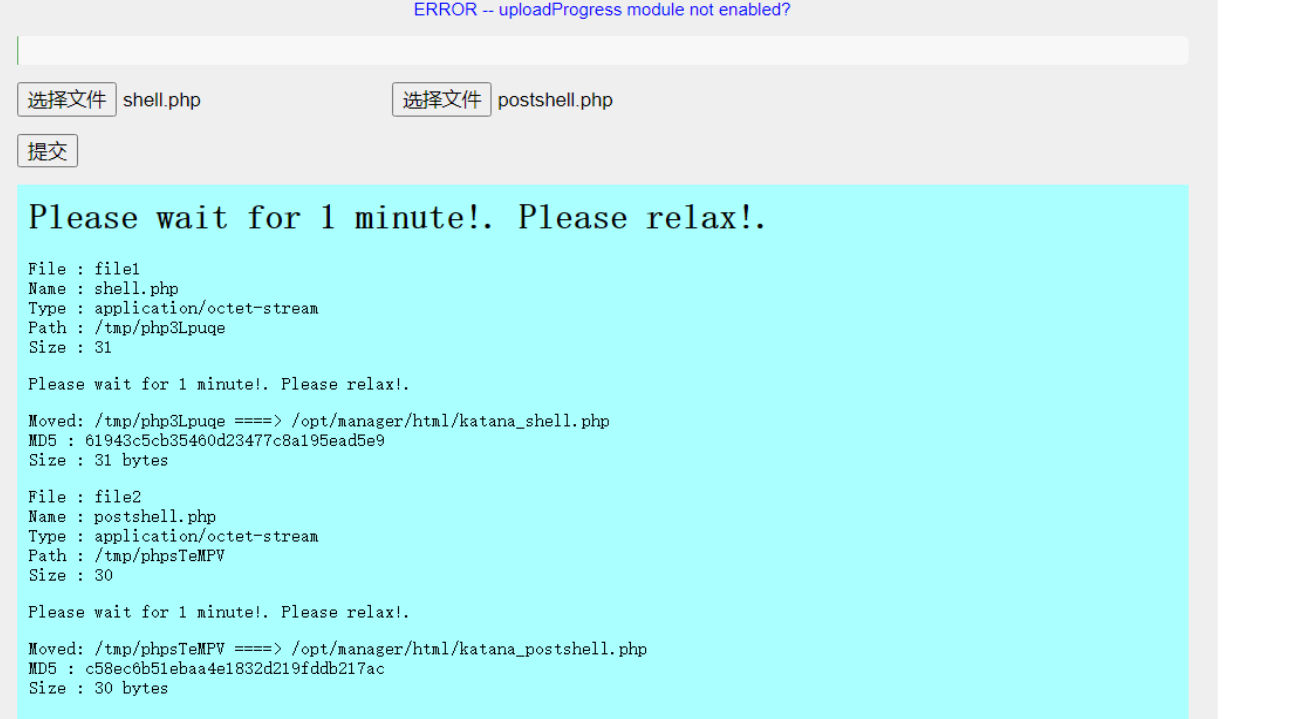 ERROR -- uploadProgress module not enabled?
选择文件 shell.php 选择文件 postshell.php
提交
Please wait for 1 minute!. Please relax!.
File : file1
Name : shell.php
Type : application/octet-stream
Path : /tmp/php3Lpuqe
Size : 31
Please wait for 1 minute!. Please relax!.
Moved: /tmp/php3Lpuqe ====> /opt/manager/html/katana_shell.php
MD5 : 61943c5cb35460d23477c8a195ead5e9
Size : 31 bytes
File : file2
Name : postshell.php
Type : application/octet-stream
Path : /tmp/phpsTeMPV
Size : 30
Please wait for 1 minute!. Please relax!.
Moved: /tmp/phpsTeMPV ====> /opt/manager/html/katana_postshell.php
MD5 : c58ec6b51ebaa4e1832d219fddb217ac
Size : 30 bytes